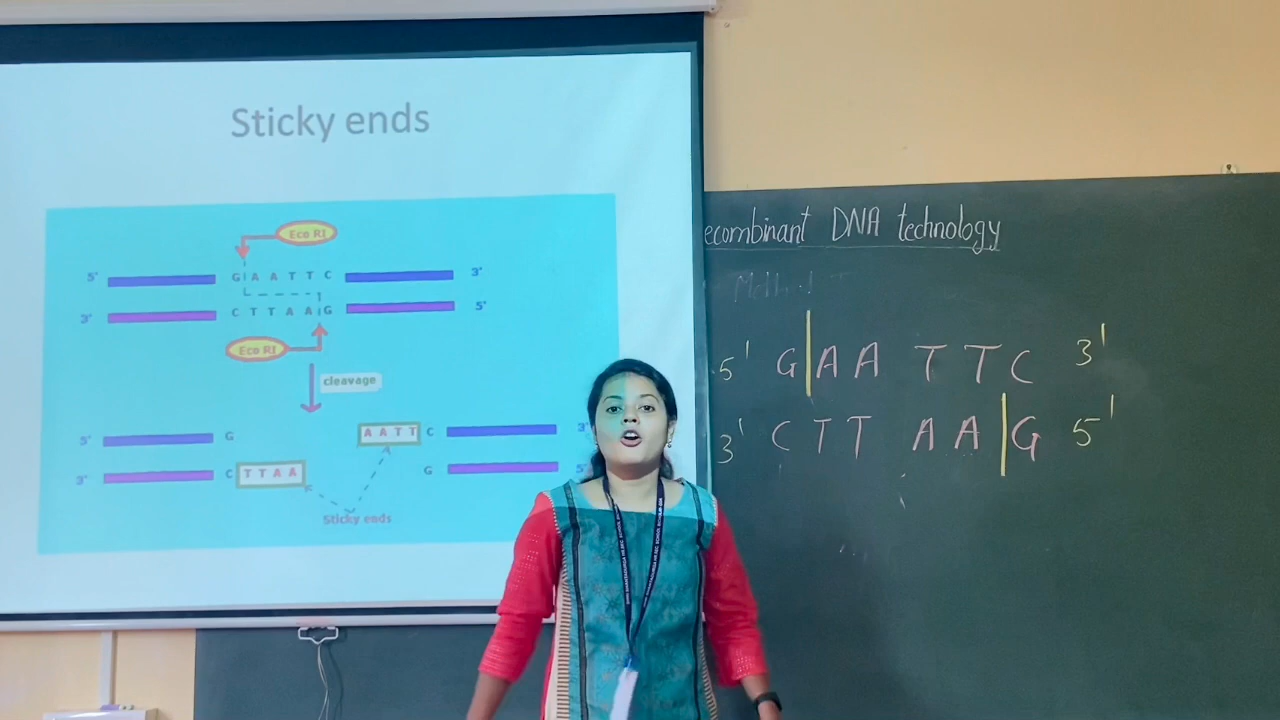 Sticky ends
Eco RI
5' G A A T T C 3'
3' C T T A A G 5'
Eco RI
cleavage
5' G A A T T C 3'
3' C T T A A G 5'
Sticky ends
ecombinant DNA technology
5' G A A T T C 3'
3' C T T A A G 5'